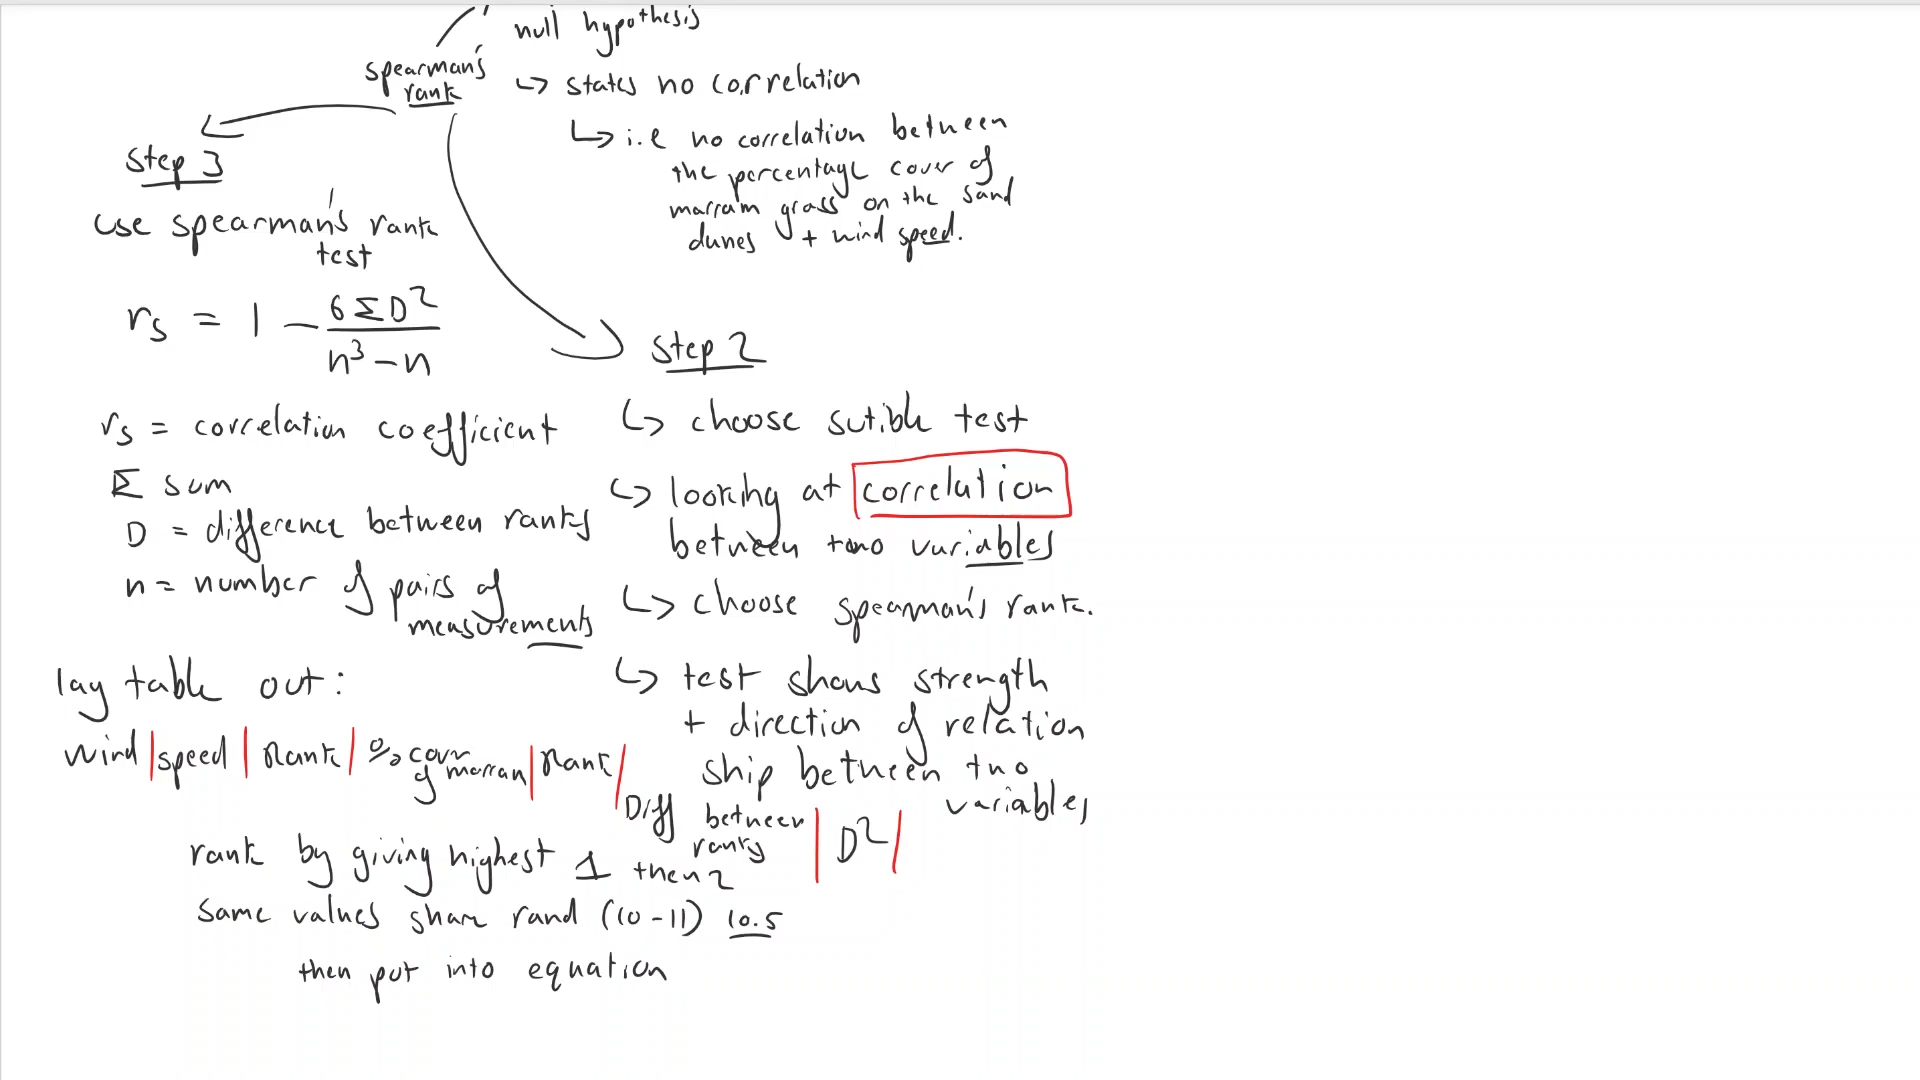 null hypothesis
spearman's
rank
↳ states no correlation
↳ i.e no correlation between
the percentage cover of
marram grass on the sand
dunes + wind speed.
step 3
use spearman's rank
test
rs = 1 - 6ΣD²
n³ - n
rs = correlation coefficient
Σ sum
D = difference between ranks
n = number of pairs of
measurements
lay table out:
wind | speed | Rank | % cover
of marram | Rank |
Diff between
ranks | D² |
rank by giving highest 1 then 2
same values share rand (10-11) 10.5
then put into equation
step 2
↳ choose sutible test
↳ looking at correlation
between two variables
↳ choose spearman's rank.
↳ test shows strength
+ direction of relation
ship between two
variables